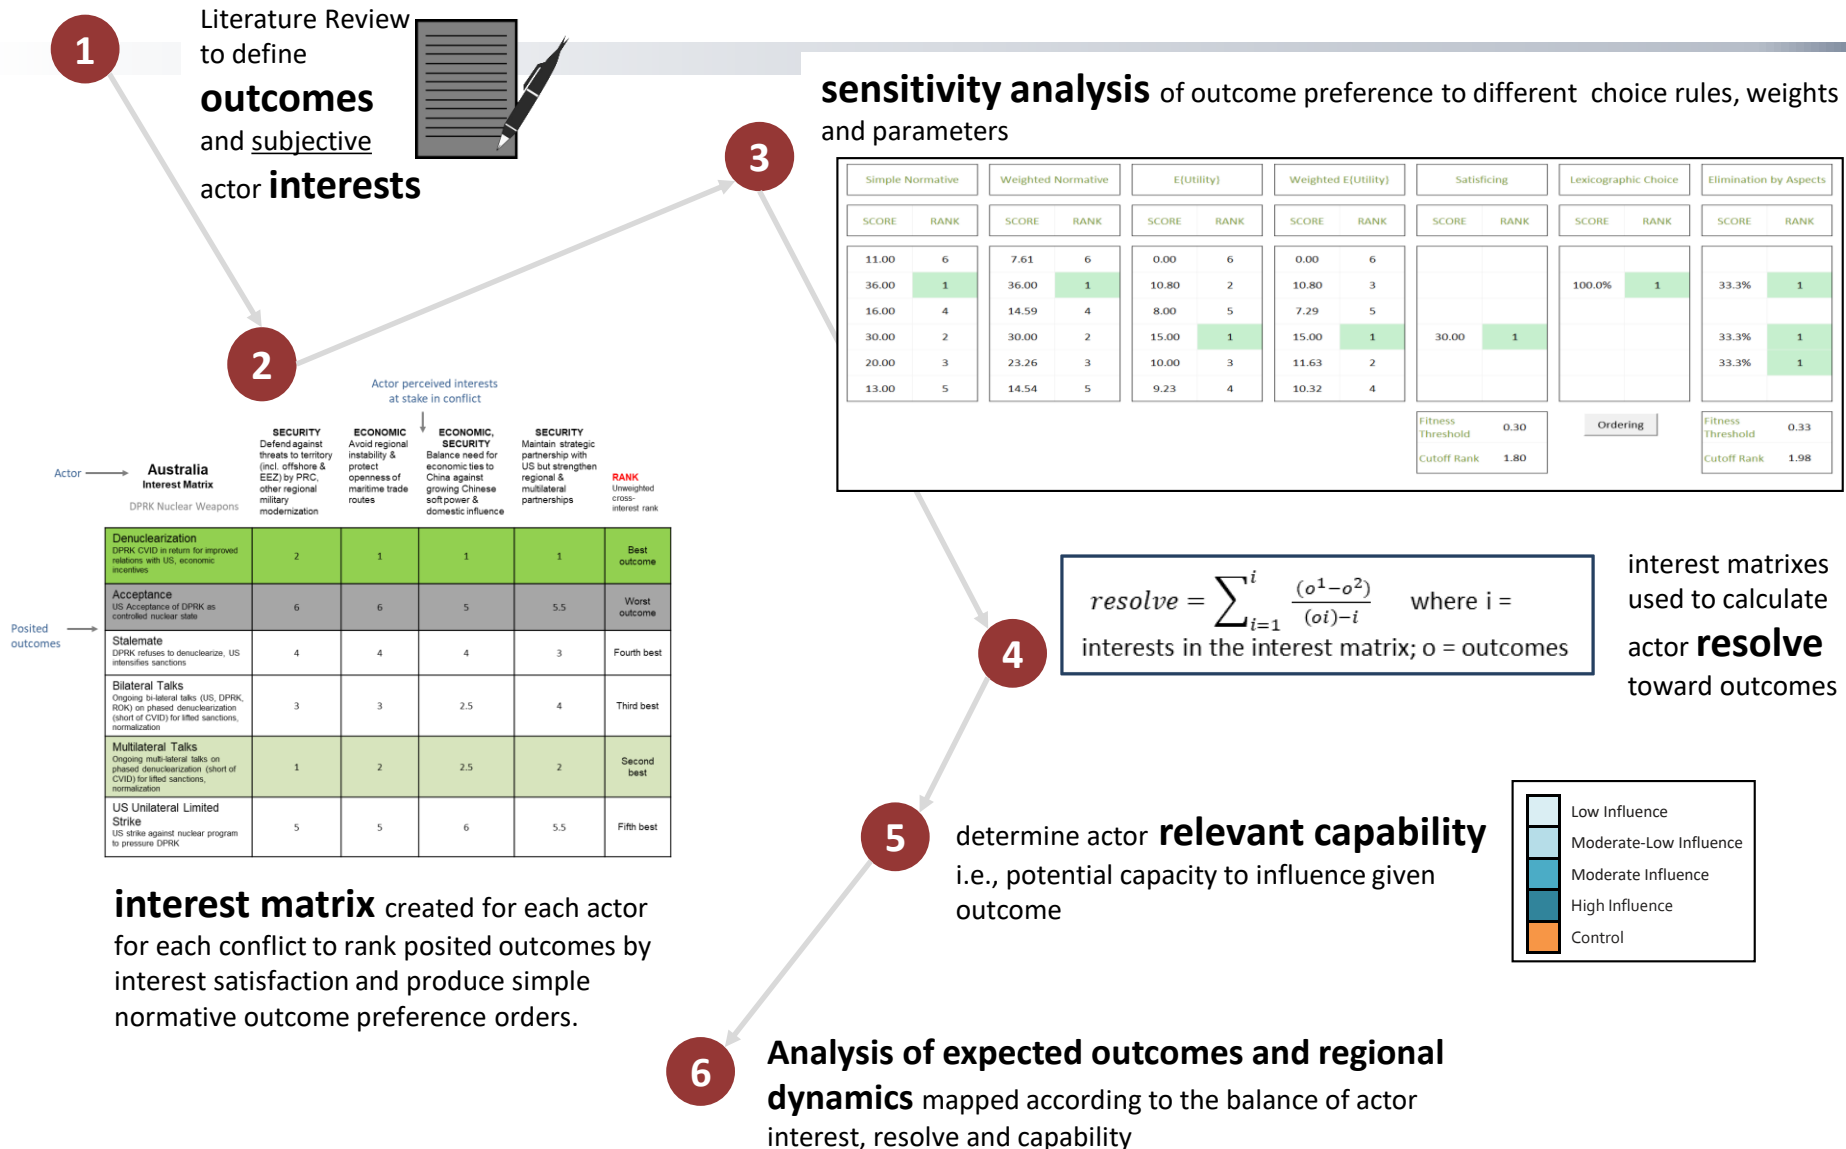 1
Literature Review
to define
outcomes
and subjective
actor interests
2
Actor perceived interests
at stake in conflict
Actor
Australia
Interest Matrix
DPRK Nuclear Weapons
SECURITY
Defend against
threats to territory
(incl. offshore &
EEZ) by PRC,
other regional
military
modernization
ECONOMIC
Avoid regional
instability &
protect
openness of
maritime trade
routes
ECONOMIC,
SECURITY
Balance need for
economic ties to
China against
growing Chinese
soft power &
domestic influence
SECURITY
Maintain strategic
partnership with
US but strengthen
regional &
multilateral
partnerships
RANK
Unweighted
cross-
interest rank
Posited
outcomes
Denuclearization
DPRK CVID in return for improved
relations with US, economic
incentives
2 1 1 1 Best
outcome
Acceptance
US Acceptance of DPRK as
controlled nuclear state
6 6 5 5.5 Worst
outcome
Stalemate
DPRK refuses to denuclearize, US
intensifies sanctions
4 4 4 3 Fourth best
Bilateral Talks
Ongoing bi-lateral talks (US, DPRK,
ROK) on phased denuclearization
(short of CVID) for lifted sanctions,
normalization
3 3 2.5 4 Third best
Multilateral Talks
Ongoing multi-lateral talks on
phased denuclearization (short of
CVID) for lifted sanctions,
normalization
1 2 2.5 2 Second
best
US Unilateral Limited
Strike
US strike against nuclear program
to pressure DPRK
5 5 6 5.5 Fifth best
interest matrix created for each actor
for each conflict to rank posited outcomes by
interest satisfaction and produce simple
normative outcome preference orders.
3
sensitivity analysis of outcome preference to different choice rules, weights
and parameters
Simple Normative Weighted Normative E{Utility} Weighted E{Utility} Satisficing Lexicographic Choice Elimination by Aspects
SCORE RANK SCORE RANK SCORE RANK SCORE RANK SCORE RANK SCORE RANK SCORE RANK
11.00 6 7.61 6 0.00 6 0.00 6
36.00 1 36.00 1 10.80 2 10.80 3 100.0% 1 33.3% 1
16.00 4 14.59 4 8.00 5 7.29 5
30.00 2 30.00 2 15.00 1 15.00 1 30.00 1 33.3% 1
20.00 3 23.26 3 10.00 3 11.63 2 33.3% 1
13.00 5 14.54 5 9.23 4 10.32 4
Fitness
Threshold 0.30
Cutoff Rank 1.80
Ordering
Fitness
Threshold 0.33
Cutoff Rank 1.98
4
resolve = ∑ᵢ₌₁ⁱ (o¹−o²)/(oi)−i where i =
interests in the interest matrix; o = outcomes
interest matrixes
used to calculate
actor resolve
toward outcomes
5
determine actor relevant capability
i.e., potential capacity to influence given
outcome
Low Influence
Moderate-Low Influence
Moderate Influence
High Influence
Control
6
Analysis of expected outcomes and regional
dynamics mapped according to the balance of actor
interest, resolve and capability